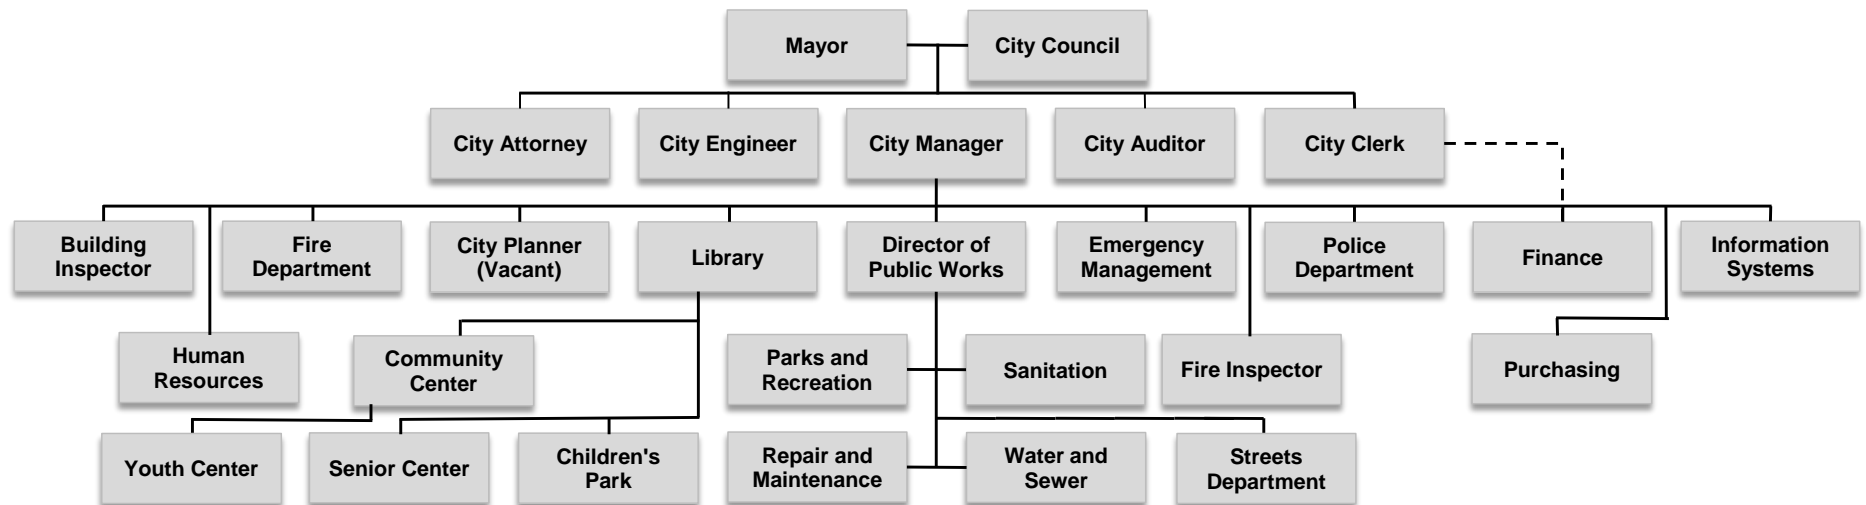 Mayor
City Council
City Attorney
City Engineer
City Manager
City Auditor
City Clerk
Building
Inspector
Fire
Department
City Planner
(Vacant)
Library
Director of
Public Works
Emergency
Management
Police
Department
Finance
Information
Systems
Human
Resources
Community
Center
Parks and
Recreation
Sanitation
Fire Inspector
Purchasing
Youth Center
Senior Center
Children's
Park
Repair and
Maintenance
Water and
Sewer
Streets
Department